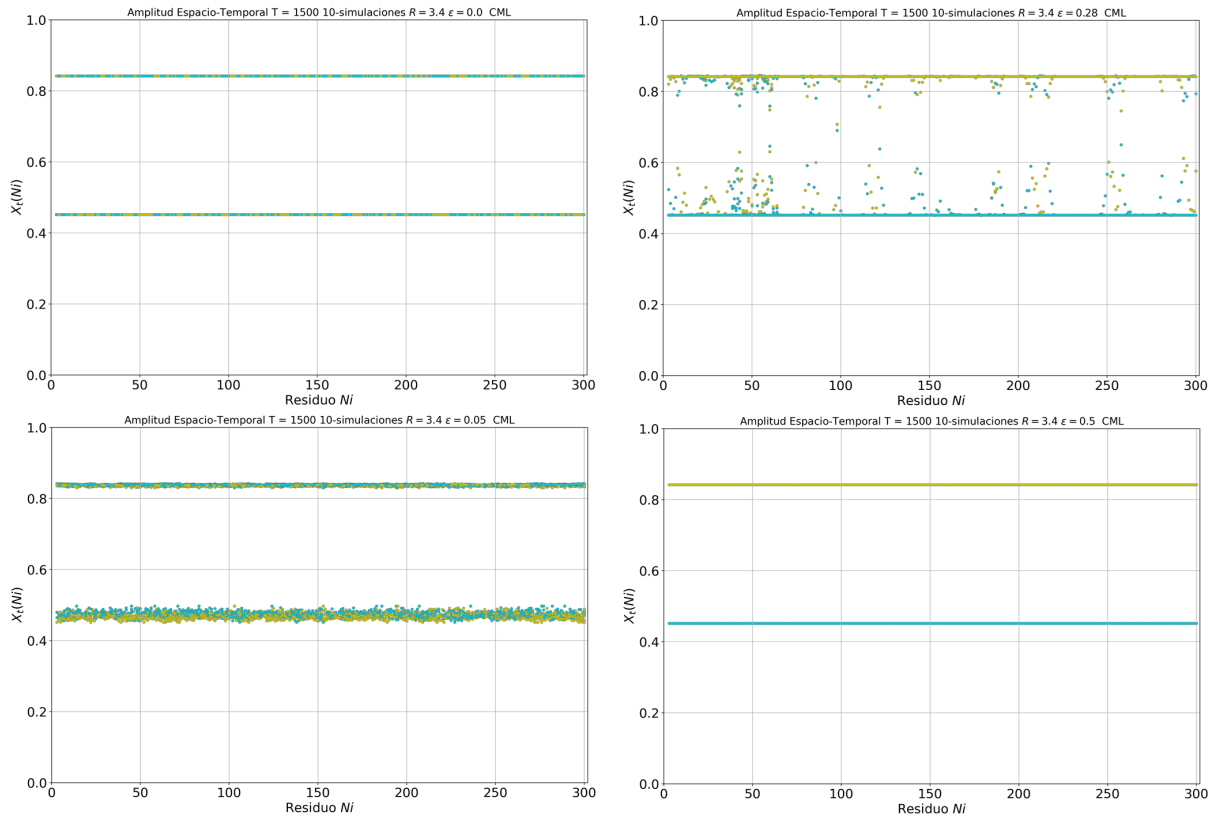 Amplitud Espacio-Temporal T = 1500 10-simulaciones R = 3.4 ε = 0.0 CML
1.0
0.8
0.6
0.4
0.2
0.0
X_t(Ni)
0 50 100 150 200 250 300
Residuo Ni
Amplitud Espacio-Temporal T = 1500 10-simulaciones R = 3.4 ε = 0.28 CML
1.0
0.8
0.6
0.4
0.2
0.0
X_t(Ni)
0 50 100 150 200 250 300
Residuo Ni
Amplitud Espacio-Temporal T = 1500 10-simulaciones R = 3.4 ε = 0.05 CML
1.0
0.8
0.6
0.4
0.2
0.0
X_t(Ni)
0 50 100 150 200 250 300
Residuo Ni
Amplitud Espacio-Temporal T = 1500 10-simulaciones R = 3.4 ε = 0.5 CML
1.0
0.8
0.6
0.4
0.2
0.0
X_t(Ni)
0 50 100 150 200 250 300
Residuo Ni